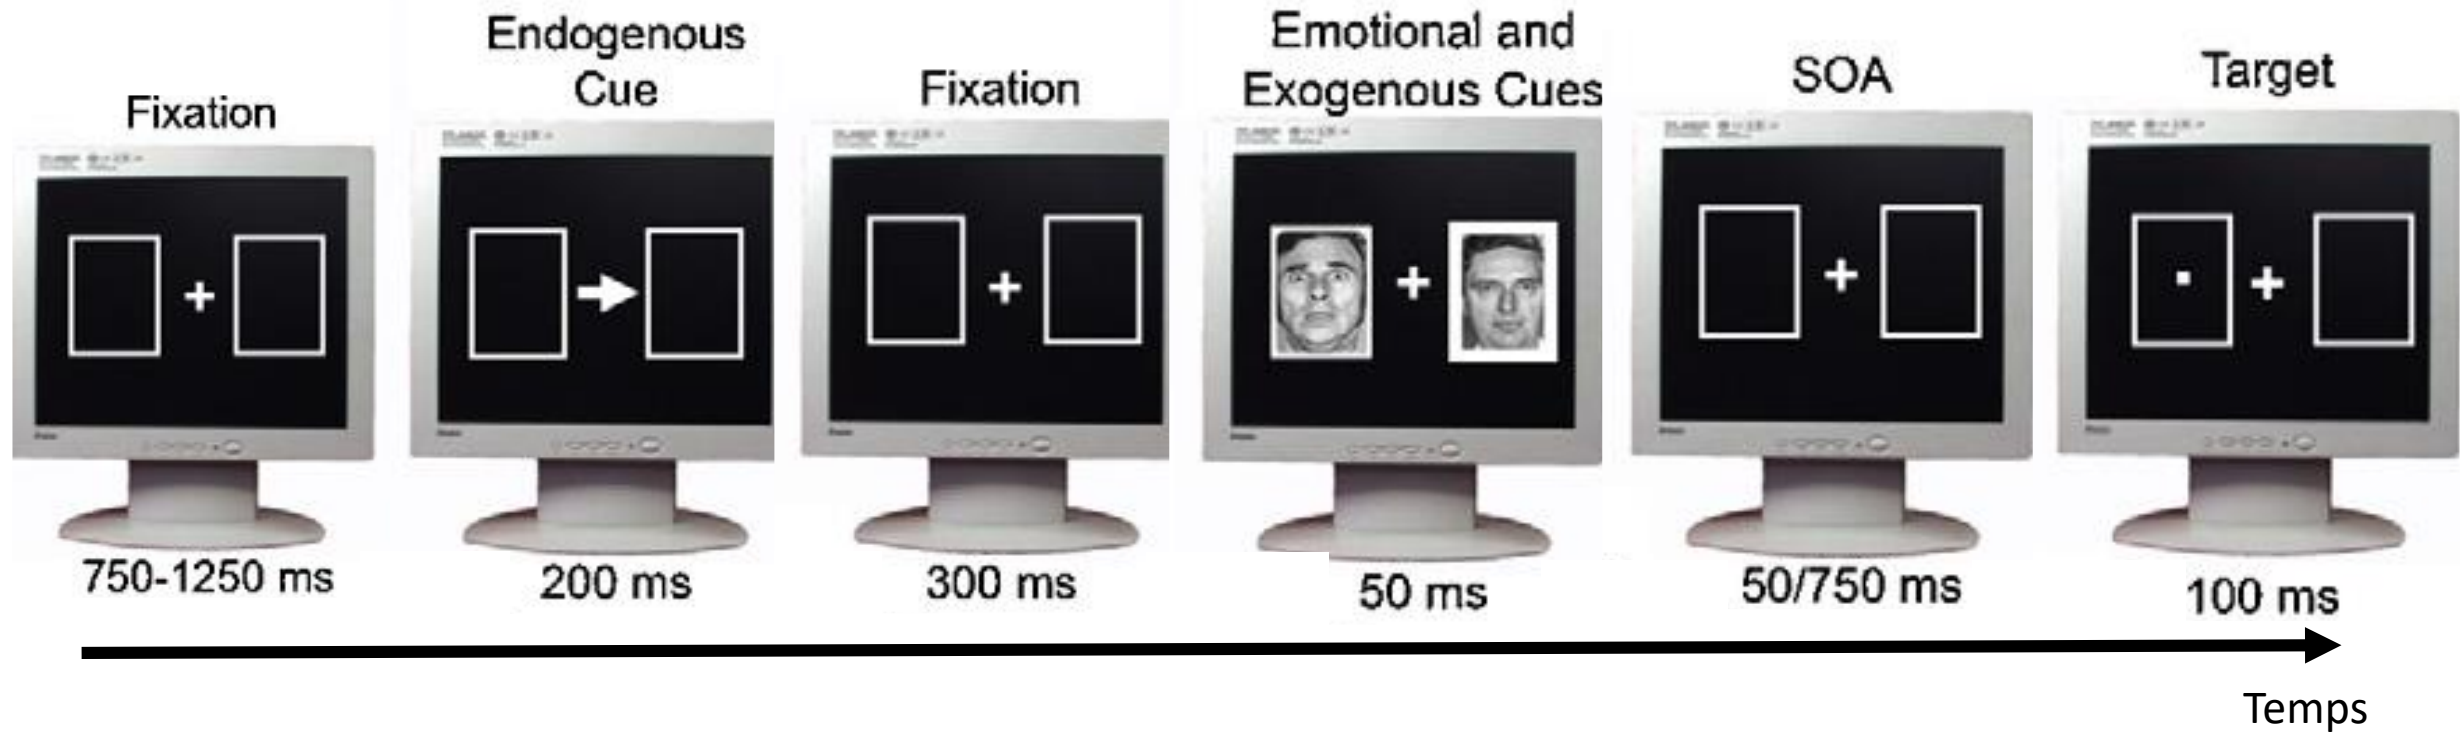 Fixation
750-1250 ms
Endogenous
Cue
200 ms
Fixation
300 ms
Emotional and
Exogenous Cues
50 ms
SOA
50/750 ms
Target
100 ms
Temps